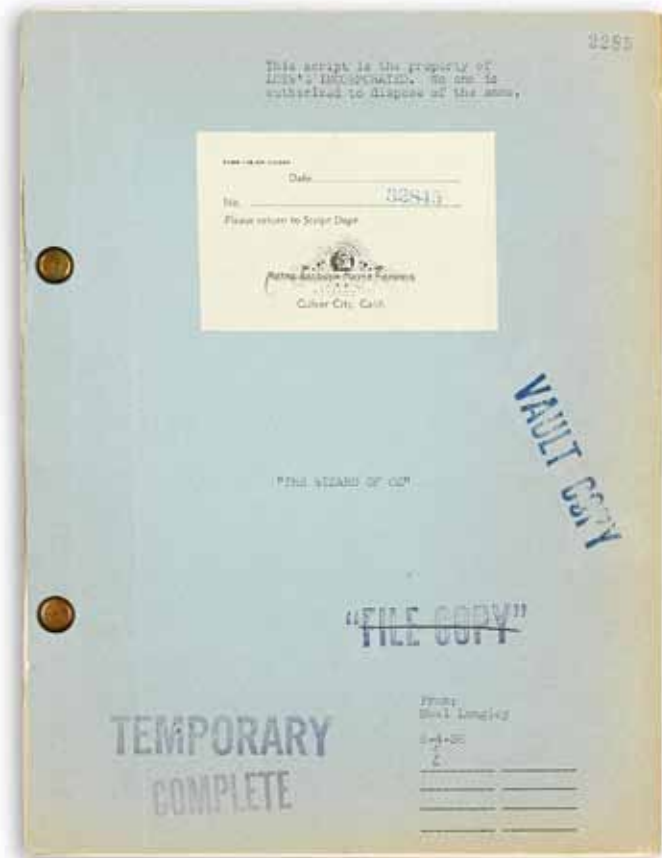 3285
This script is the property of
LOEW'S INCORPORATED. No one is
authorized to dispose of the same.
Date
No. 32845
Please return to Script Dept
Metro-Goldwyn-Mayer Pictures
Culver City, Calif.
VAULT COPY
"THE WIZARD OF OZ"
"FILE COPY"
TEMPORARY
COMPLETE
From:
Noel Langley